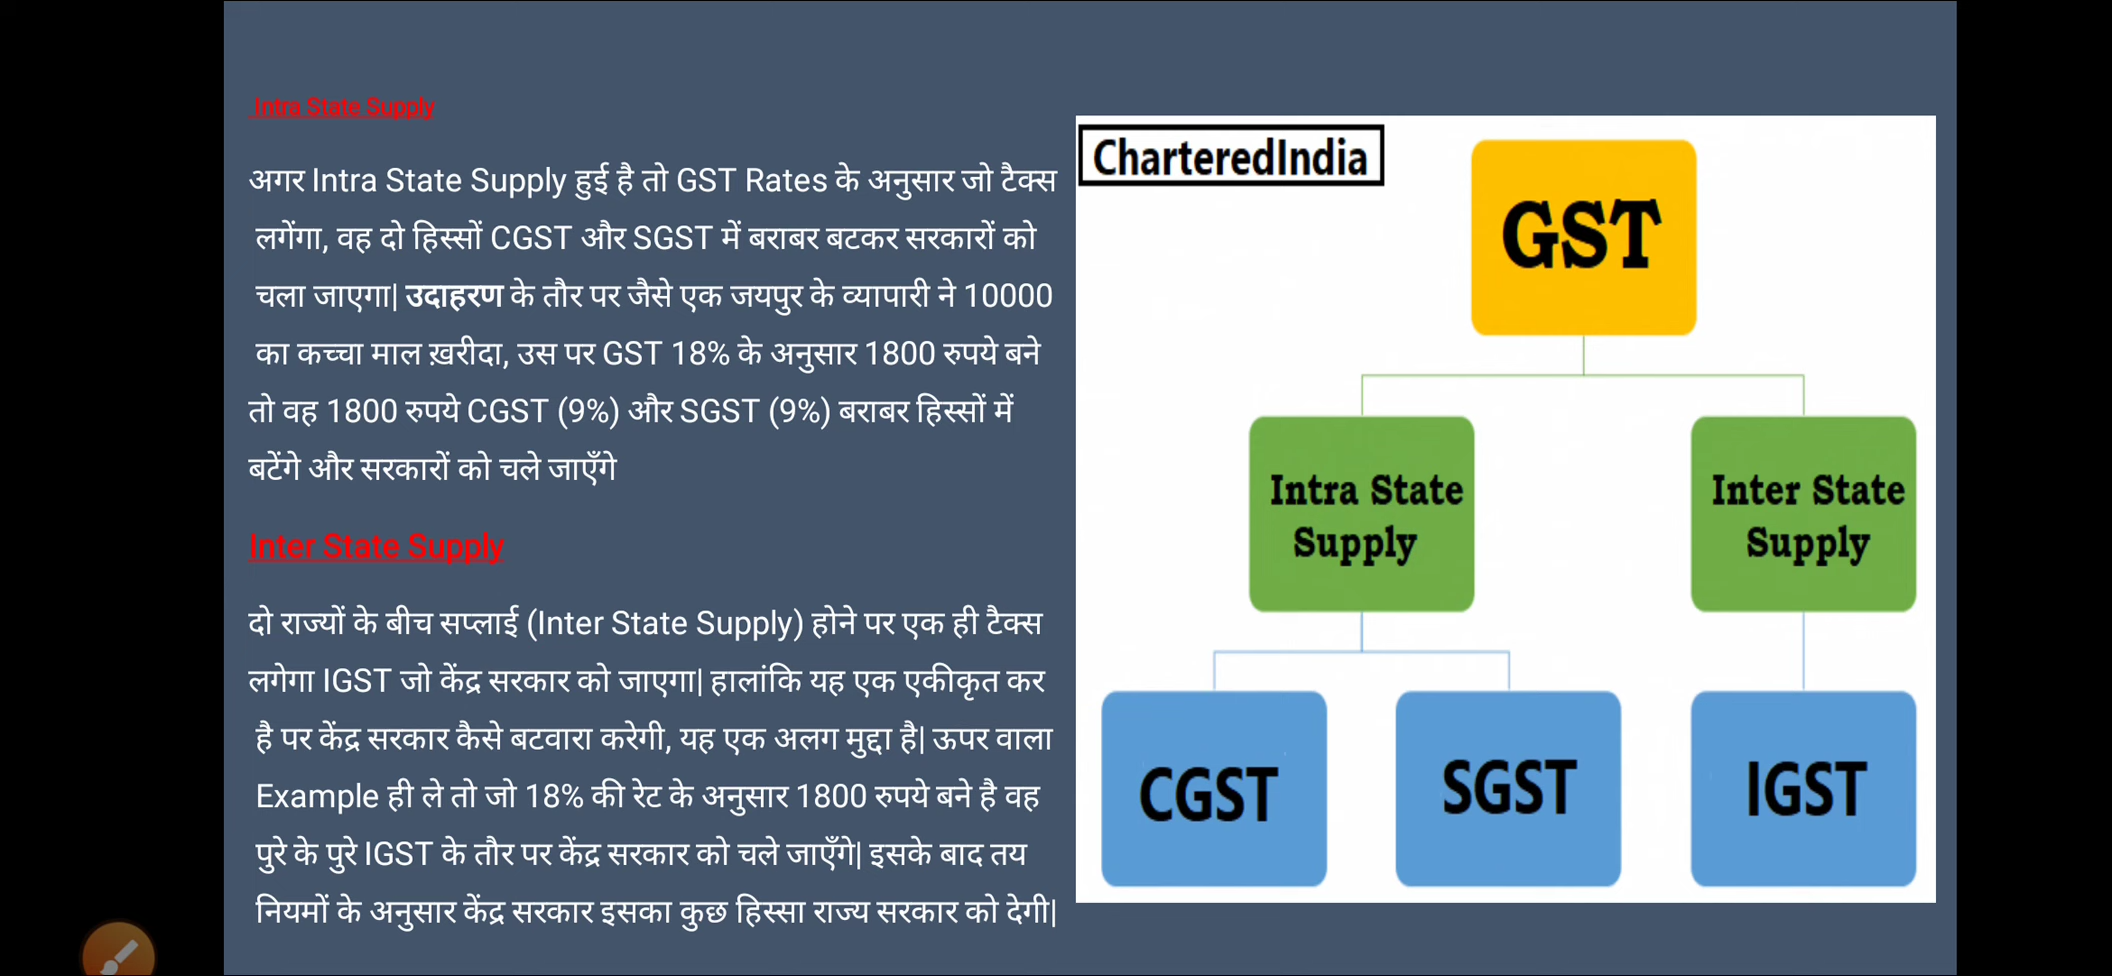 Intra State Supply
अगर Intra State Supply हुई है तो GST Rates के अनुसार जो टैक्स
लगेंगा, वह दो हिस्सों CGST और SGST में बराबर बटकर सरकारों को
चला जाएगा| उदाहरण के तौर पर जैसे एक जयपुर के व्यापारी ने 10000
का कच्चा माल ख़रीदा, उस पर GST 18% के अनुसार 1800 रुपये बने
तो वह 1800 रुपये CGST (9%) और SGST (9%) बराबर हिस्सों में
बटेंगे और सरकारों को चले जाएँगे
Inter State Supply
दो राज्यों के बीच सप्लाई (Inter State Supply) होने पर एक ही टैक्स
लगेगा IGST जो केंद्र सरकार को जाएगा| हालांकि यह एक एकीकृत कर
है पर केंद्र सरकार कैसे बटवारा करेगी, यह एक अलग मुद्दा है| ऊपर वाला
Example ही ले तो जो 18% की रेट के अनुसार 1800 रुपये बने है वह
पुरे के पुरे IGST के तौर पर केंद्र सरकार को चले जाएँगे| इसके बाद तय
नियमों के अनुसार केंद्र सरकार इसका कुछ हिस्सा राज्य सरकार को देगी|
CharteredIndia
GST
Intra State
Supply
Inter State
Supply
CGST
SGST
IGST